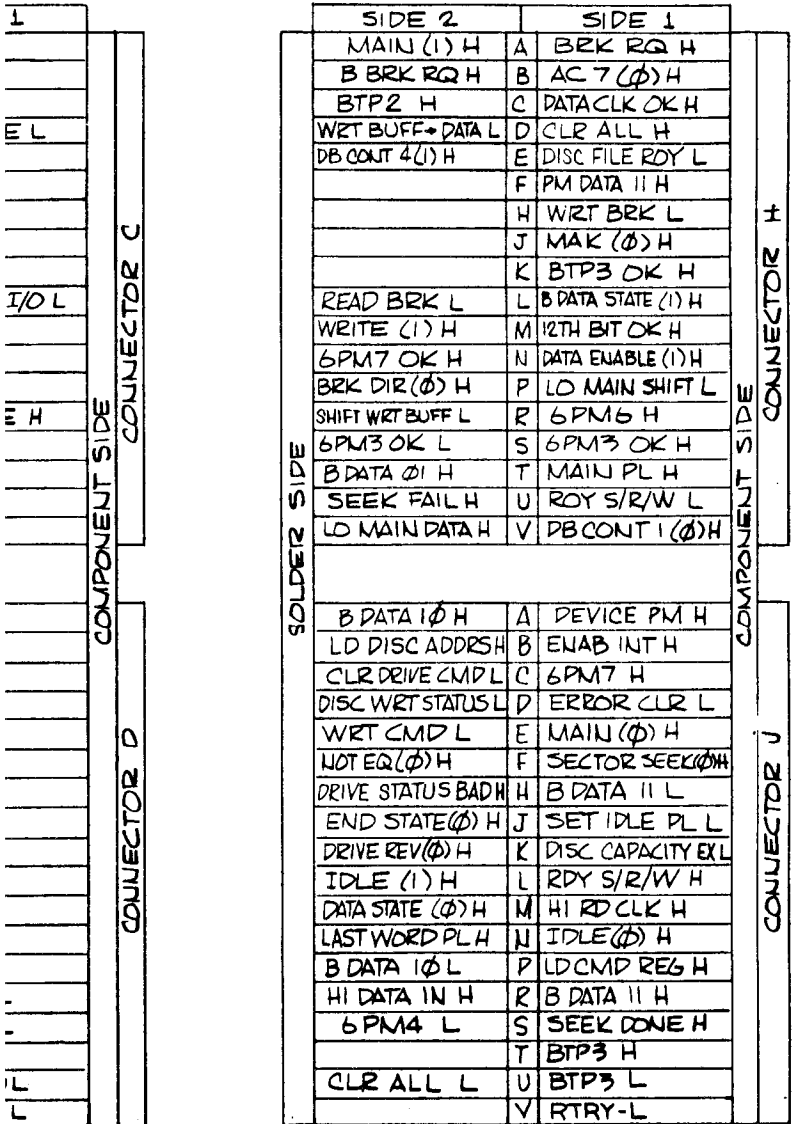 1
E L
I/O L
E H
L
L
COMPONENT SIDE
CONNECTOR C
CONNECTOR D
SOLDER SIDE
SIDE 2 SIDE 1
MAIN (1) H A BRK RQ H
B BRK RQ H B AC 7 (Ø) H
BTP2 H C DATA CLK OK H
WRT BUFF→DATA L D CLR ALL H
DB CONT 4(1) H E DISC FILE RDY L
F PM DATA 11 H
H WRT BRK L
J MAK (Ø) H
K BTP3 OK H
READ BRK L L B DATA STATE (1) H
WRITE (1) H M 12TH BIT OK H
6PM7 OK H N DATA ENABLE (1) H
BRK DIR (Ø) H P LO MAIN SHIFT L
SHIFT WRT BUFF L R 6PM6 H
6PM3 OK L S 6PM3 OK H
B DATA Ø1 H T MAIN PL H
SEEK FAIL H U RDY S/R/W L
LO MAIN DATA H V DB CONT 1 (Ø) H
B DATA 1Ø H A DEVICE PM H
LD DISC ADDRS H B ENAB INT H
CLR DRIVE CMD L C 6PM7 H
DISC WRT STATUS L D ERROR CLR L
WRT CMD L E MAIN (Ø) H
NOT EQ (Ø) H F SECTOR SEEK(Ø)H
DRIVE STATUS BAD H H B DATA 11 L
END STATE (Ø) H J SET IDLE PL L
DRIVE REV (Ø) H K DISC CAPACITY EX L
IDLE (1) H L RDY S/R/W H
DATA STATE (Ø) H M HI RD CLK H
LAST WORD PL H N IDLE (Ø) H
B DATA 1Ø L P LD CMD REG H
HI DATA IN H R B DATA 11 H
6PM4 L S SEEK DONE H
T BTP3 H
CLR ALL L U BTP3 L
V RTRY-L
COMPONENT SIDE
CONNECTOR H
CONNECTOR J